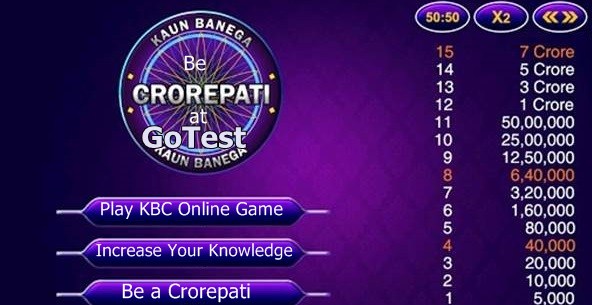 KAUN BANEGA
Be
CROREPATI
at
GoTest
KAUN BANEGA
Play KBC Online Game
Increase Your Knowledge
Be a Crorepati
50:50 X2 «»
15 7 Crore
14 5 Crore
13 3 Crore
12 1 Crore
11 50,00,000
10 25,00,000
9 12,50,000
8 6,40,000
7 3,20,000
6 1,60,000
5 80,000
4 40,000
3 20,000
2 10,000
1 5,000